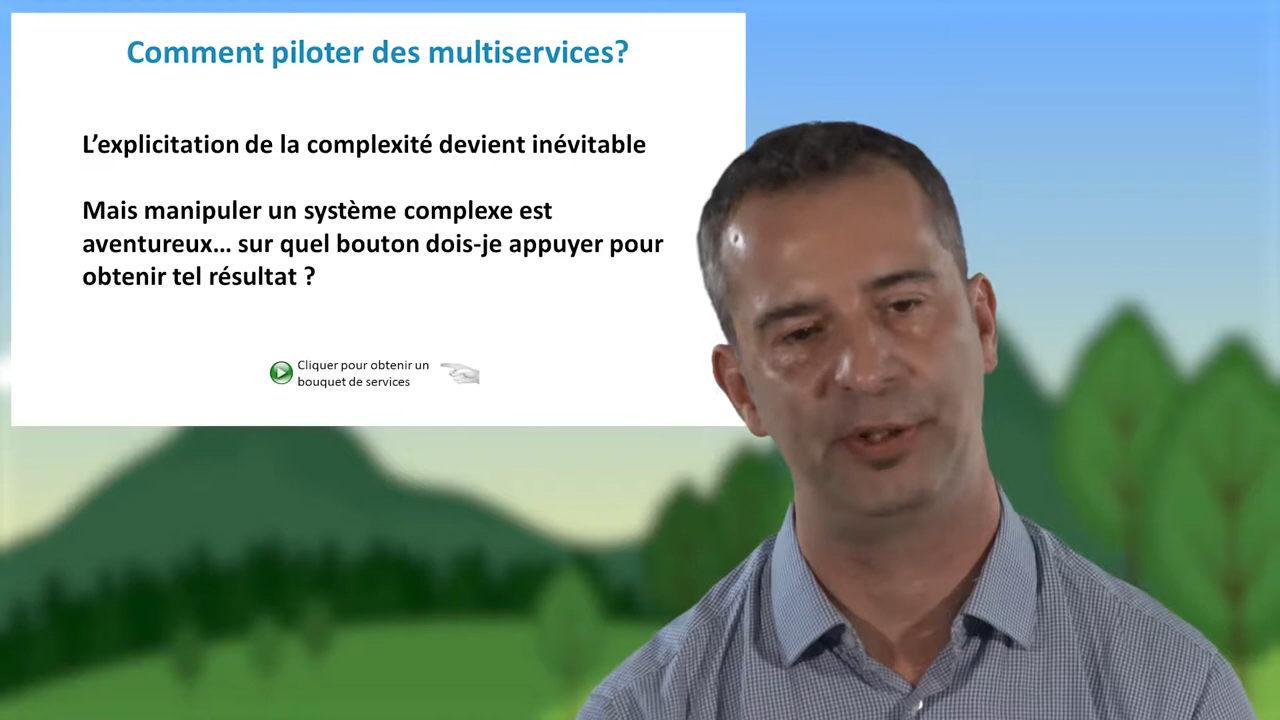 Comment piloter des multiservices?
L’explicitation de la complexité devient inévitable
Mais manipuler un système complexe est
aventureux… sur quel bouton dois-je appuyer pour
obtenir tel résultat ?
Cliquer pour obtenir un
bouquet de services